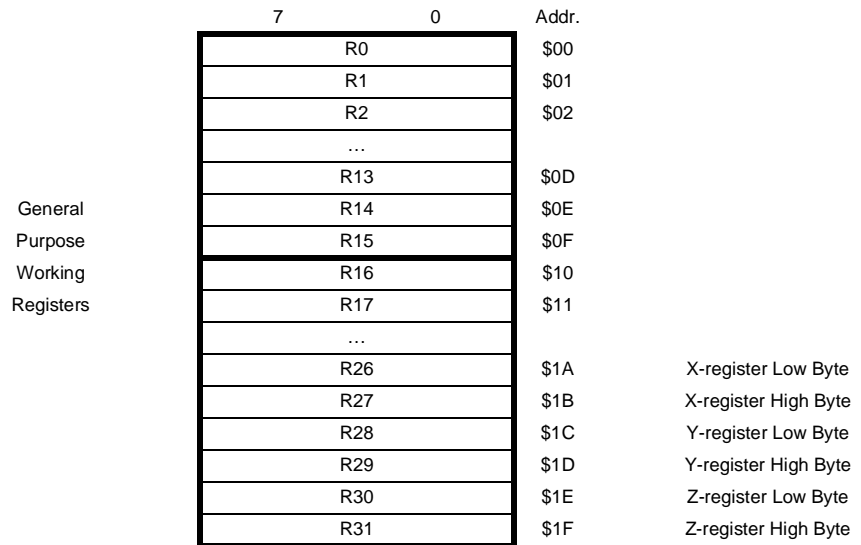 7 0 Addr.
R0 $00
R1 $01
R2 $02
…
R13 $0D
General R14 $0E
Purpose R15 $0F
Working R16 $10
Registers R17 $11
…
R26 $1A X-register Low Byte
R27 $1B X-register High Byte
R28 $1C Y-register Low Byte
R29 $1D Y-register High Byte
R30 $1E Z-register Low Byte
R31 $1F Z-register High Byte